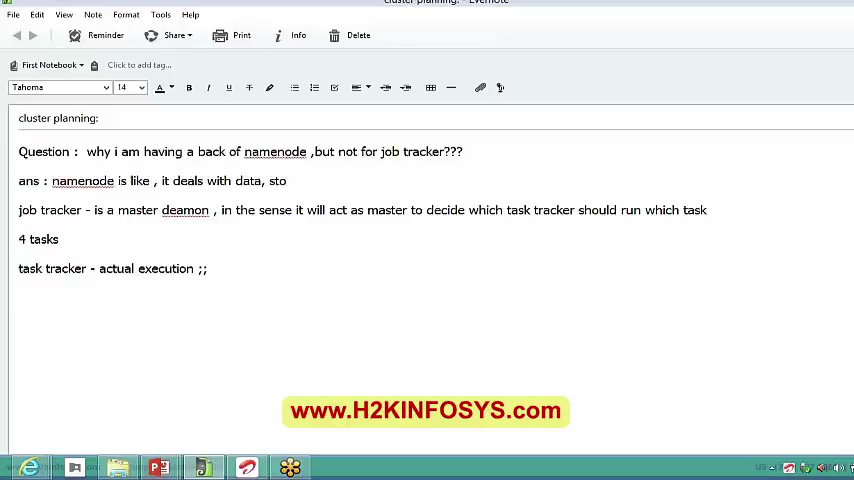 cluster planning. - Evernote
File Edit View Note Format Tools Help
Reminder Share Print Info Delete
First Notebook Click to add tag...
Tahoma 14 A B I U T
cluster planning:
Question : why i am having a back of namenode ,but not for job tracker???
ans : namenode is like , it deals with data, sto
job tracker - is a master deamon , in the sense it will act as master to decide which task tracker should run which task
4 tasks
task tracker - actual execution ;;
www.H2KINFOSYS.com
US